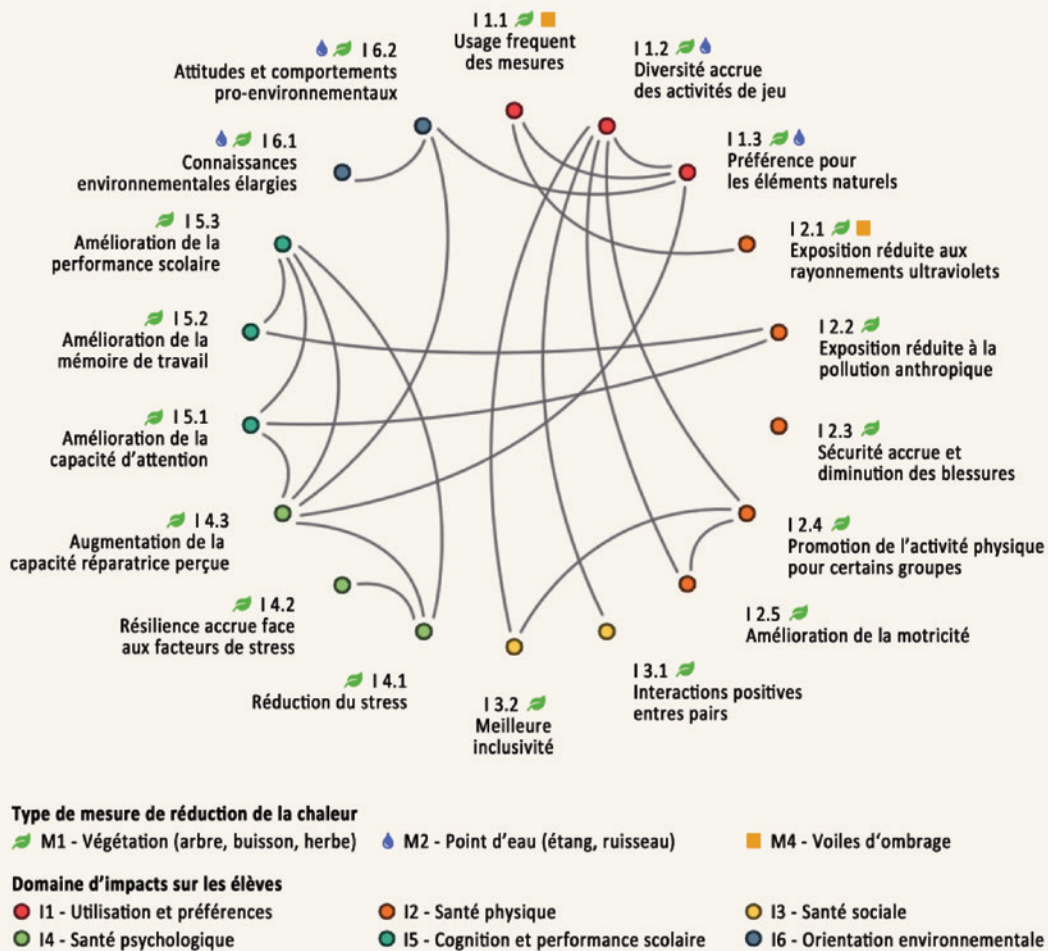 I 1.1
Usage frequent
des mesures
I 1.2
Diversité accrue
des activités de jeu
I 1.3
Préférence pour
les éléments naturels
I 2.1
Exposition réduite aux
rayonnements ultraviolets
I 2.2
Exposition réduite à la
pollution anthropique
I 2.3
Sécurité accrue et
diminution des blessures
I 2.4
Promotion de l'activité physique
pour certains groupes
I 2.5
Amélioration de la motricité
I 3.1
Interactions positives
entres pairs
I 3.2
Meilleure
inclusivité
I 4.1
Réduction du stress
I 4.2
Résilience accrue face
aux facteurs de stress
I 4.3
Augmentation de la
capacité réparatrice perçue
I 5.1
Amélioration de la
capacité d'attention
I 5.2
Amélioration de la
mémoire de travail
I 5.3
Amélioration de la
performance scolaire
I 6.1
Connaissances
environnementales élargies
I 6.2
Attitudes et comportements
pro-environnementaux
Type de mesure de réduction de la chaleur
M1 - Végétation (arbre, buisson, herbe)
M2 - Point d'eau (étang, ruisseau)
M4 - Voiles d'ombrage
Domaine d'impacts sur les élèves
I1 - Utilisation et préférences
I2 - Santé physique
I3 - Santé sociale
I4 - Santé psychologique
I5 - Cognition et performance scolaire
I6 - Orientation environnementale